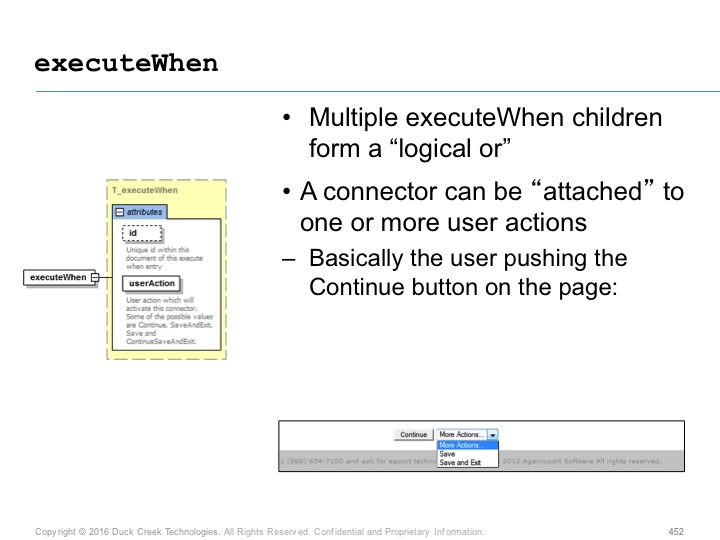 executeWhen
• Multiple executeWhen children
form a “logical or”
• A connector can be “attached” to
one or more user actions
– Basically the user pushing the
Continue button on the page:
T_executeWhen
attributes
id
Unique id within this
document of this execute
when entry
executeWhen
userAction
User action which will
activate this connector.
Some of the possible values
are Continue. SaveAndExit.
Save and
ContinueSaveAndExit.
Continue More Actions...
More Actions...
Save
Save and Exit
1 (888) 654-7100 and ask for eaport techn 2012 Agencyport Software All rights reserved.
Copyright © 2016 Duck Creek Technologies. All Rights Reserved. Confidential and Proprietary Information. 452